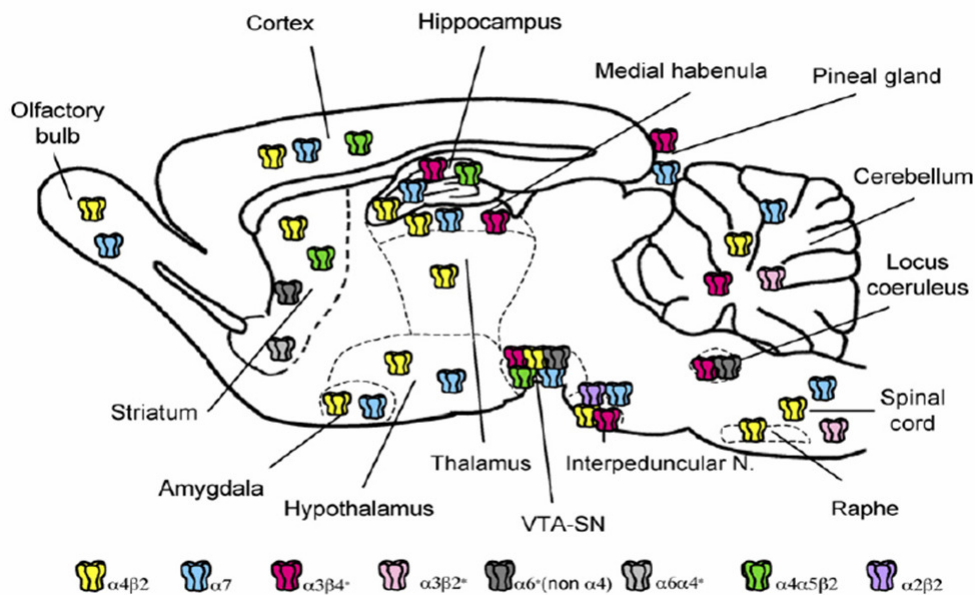 Cortex
Hippocampus
Medial habenula
Pineal gland
Olfactory
bulb
Cerebellum
Locus
coeruleus
Striatum
Spinal
cord
Amygdala
Thalamus
Interpeduncular N.
Hypothalamus
VTA-SN
Raphe
α4β2
α7
α3β4*
α3β2*
α6*(non α4)
α6α4*
α4α5β2
α2β2